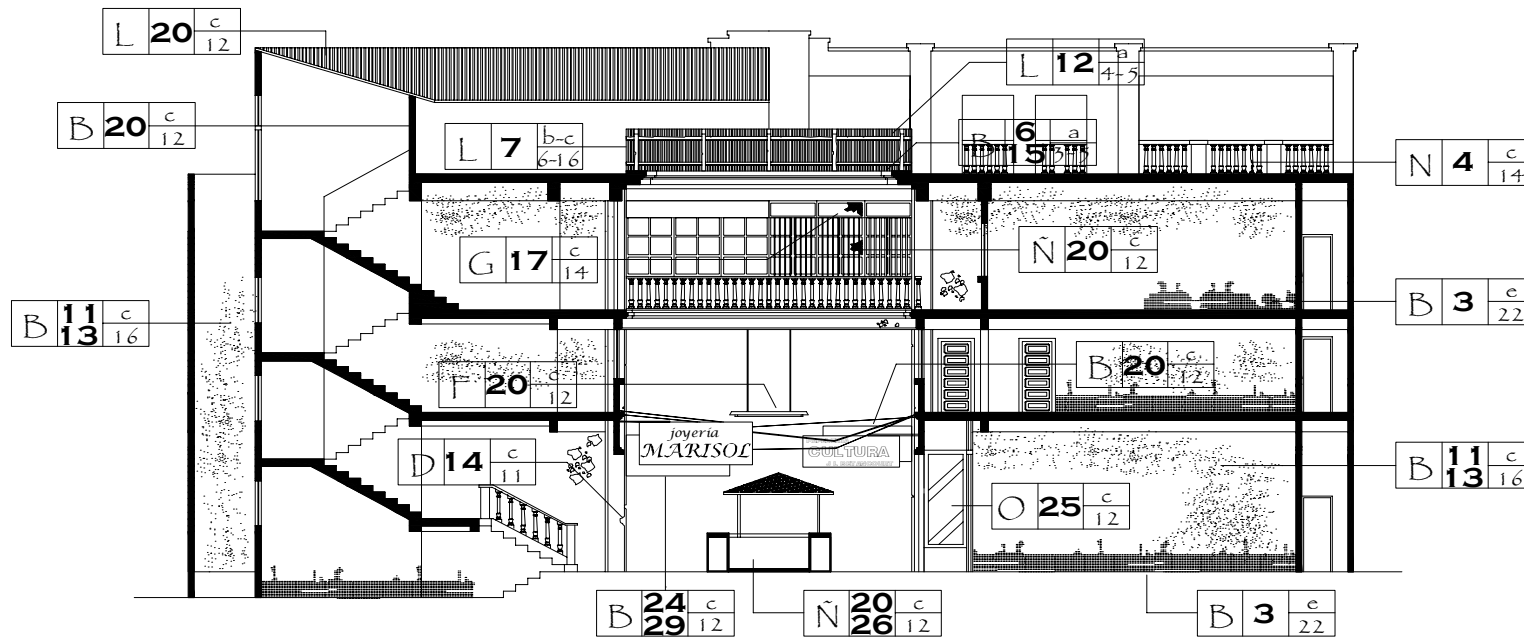 L 20 c 12
B 20 c 12
L 7 b-c 6-16
L 12 a 4-5
B 6 15 a 3-5
N 4 c 14
G 17 c 14
Ñ 20 c 12
B 3 e 22
B 11 13 c 16
F 20 c 12
B 20 c 12
joyería
MARISOL
CULTURA
D 14 c 11
B 11 13 c 16
O 25 c 12
B 24 29 c 12
Ñ 20 26 c 12
B 3 e 22